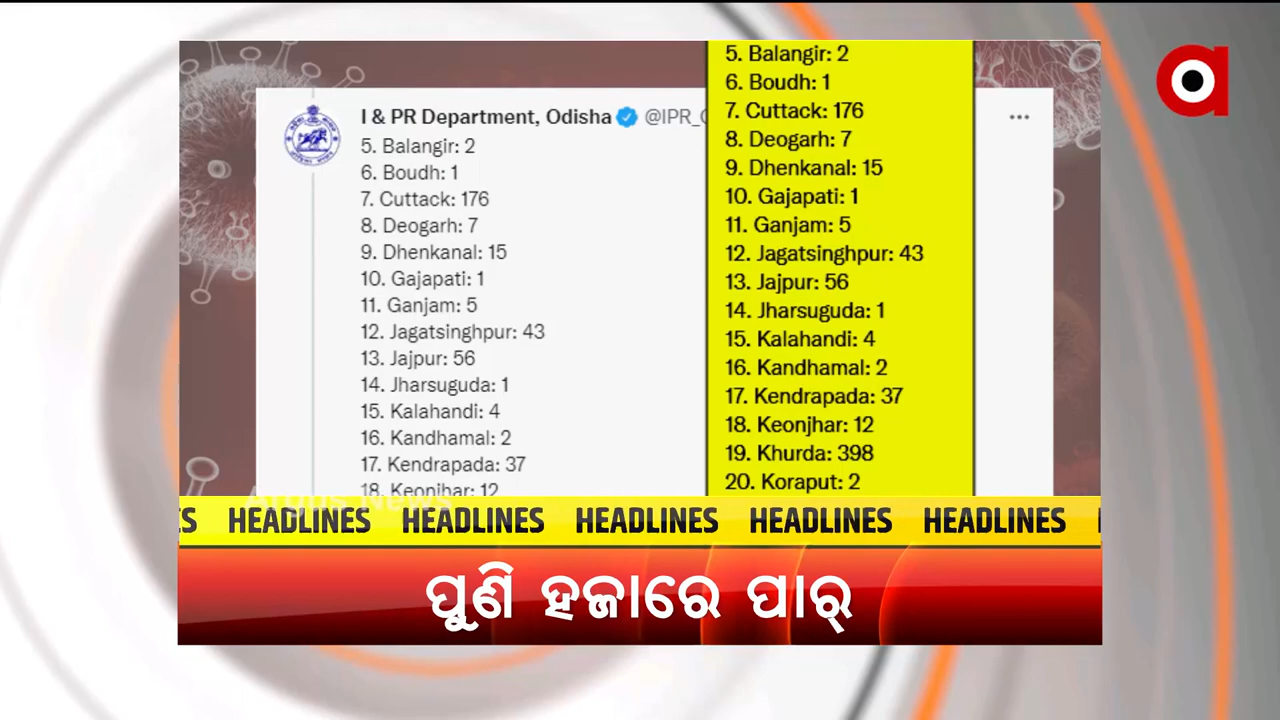 I & PR Department, Odisha @IPR_
5. Balangir: 2
6. Boudh: 1
7. Cuttack: 176
8. Deogarh: 7
9. Dhenkanal: 15
10. Gajapati: 1
11. Ganjam: 5
12. Jagatsinghpur: 43
13. Jajpur: 56
14. Jharsuguda: 1
15. Kalahandi: 4
16. Kandhamal: 2
17. Kendrapada: 37
18. Keonjhar: 12
5. Balangir: 2
6. Boudh: 1
7. Cuttack: 176
8. Deogarh: 7
9. Dhenkanal: 15
10. Gajapati: 1
11. Ganjam: 5
12. Jagatsinghpur: 43
13. Jajpur: 56
14. Jharsuguda: 1
15. Kalahandi: 4
16. Kandhamal: 2
17. Kendrapada: 37
18. Keonjhar: 12
19. Khurda: 398
20. Koraput: 2
a
Argus News
HEADLINES HEADLINES HEADLINES HEADLINES HEADLINES
ପୁଣି ହଜାରେ ପାର୍